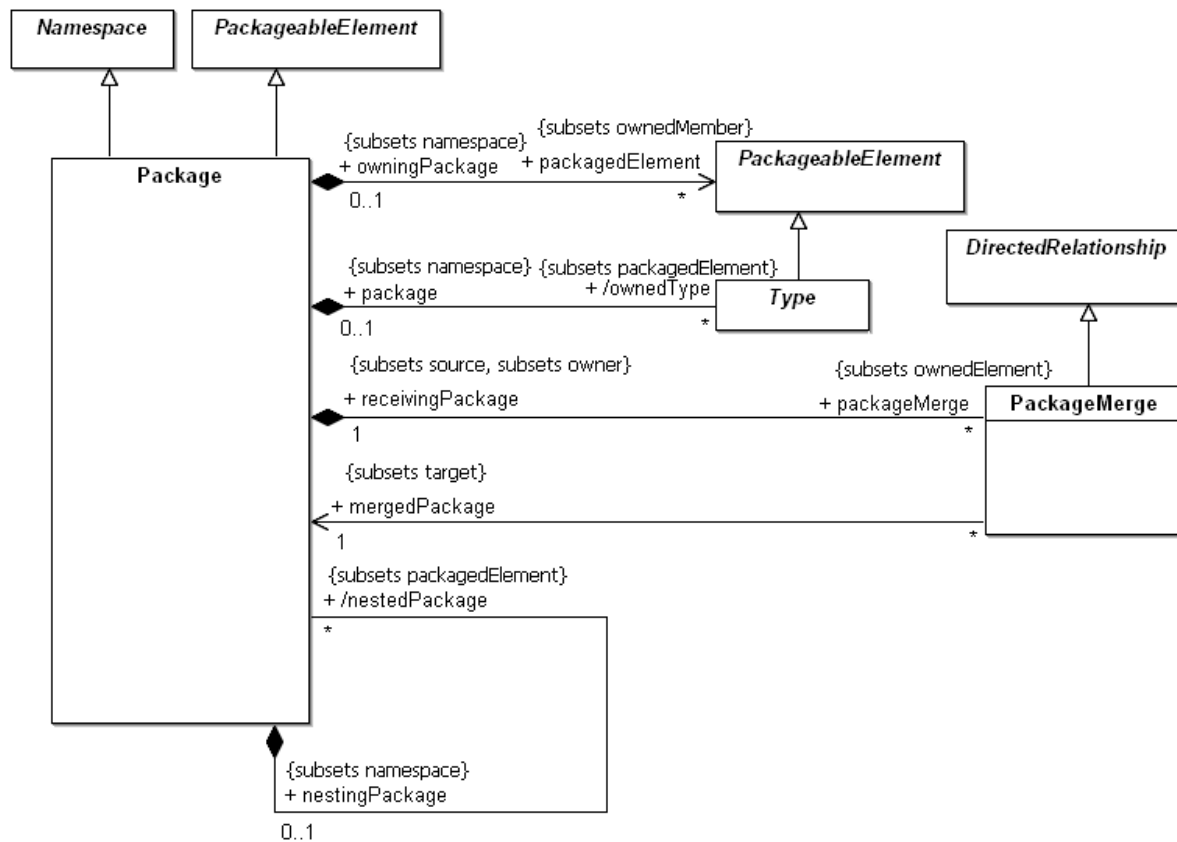 Namespace
PackageableElement
{subsets namespace}
{subsets ownedMember}
+ owningPackage
+ packagedElement
0..1
*
Package
PackageableElement
DirectedRelationship
{subsets namespace}
{subsets packagedElement}
+ package
+ /ownedType
0..1
*
Type
{subsets source, subsets owner}
{subsets ownedElement}
+ receivingPackage
+ packageMerge
1
*
PackageMerge
{subsets target}
+ mergedPackage
1
*
{subsets packagedElement}
+ /nestedPackage
*
{subsets namespace}
+ nestingPackage
0..1